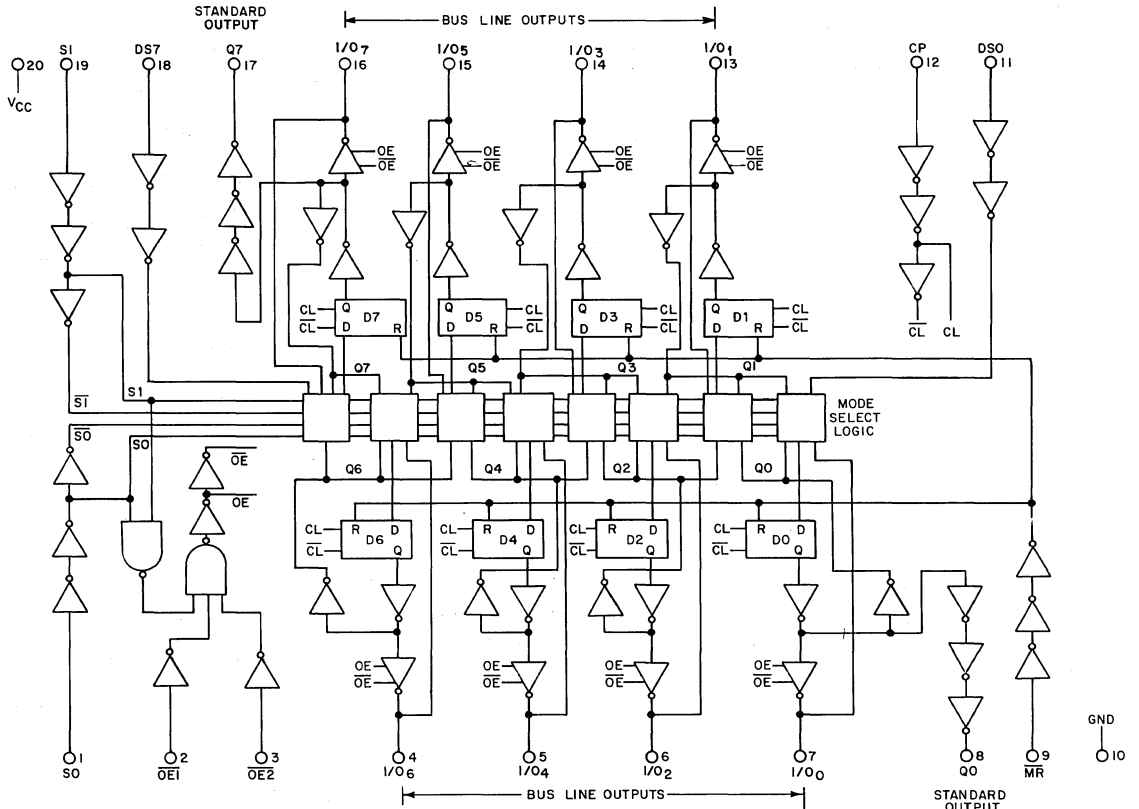 STANDARD
OUTPUT
BUS LINE OUTPUTS
S1 DS7 Q7 I/O7 I/O5 I/O3 I/O1 CP DS0
20 19 18 17 16 15 14 13 12 11
VCC
OE OE OE OE
OE OE OE OE
CL CL
Q Q Q Q
CL D7 D5 CL D3 CL D1 CL
CL D R D R CL D R CL D R CL
Q7 Q5 Q3 Q1
S1
S1
S0
S0
MODE
SELECT
LOGIC
OE
OE
Q6 Q4 Q2 Q0
CL R D CL R D CL R D CL R D
CL D6 CL D4 CL D2 CL D0
Q Q Q Q
OE OE OE OE
OE OE OE OE
GND
1 2 3 4 5 6 7 8 9 10
S0 OE1 OE2 I/O6 I/O4 I/O2 I/O0 Q0 MR
BUS LINE OUTPUTS
STANDARD
OUTPUT